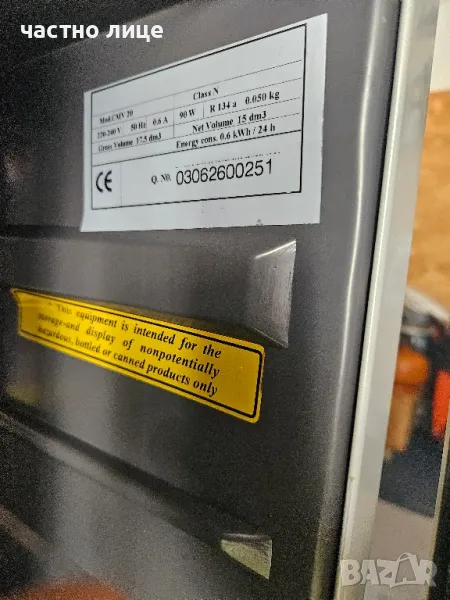 частно лице
Mod.CMV 20
Class N
220-240 V 50 Hz 0.6 A 90 W R 134 a 0.050 kg
Gross Volume 17.5 dm3 Net Volume 15 dm3
Energy cons. 0.6 kWh / 24 h
CE Q. NO. 03062600251
This equipment is intended for the
storage-and display of nonpotentially
hazardous, bottled or canned products only
BAZAR